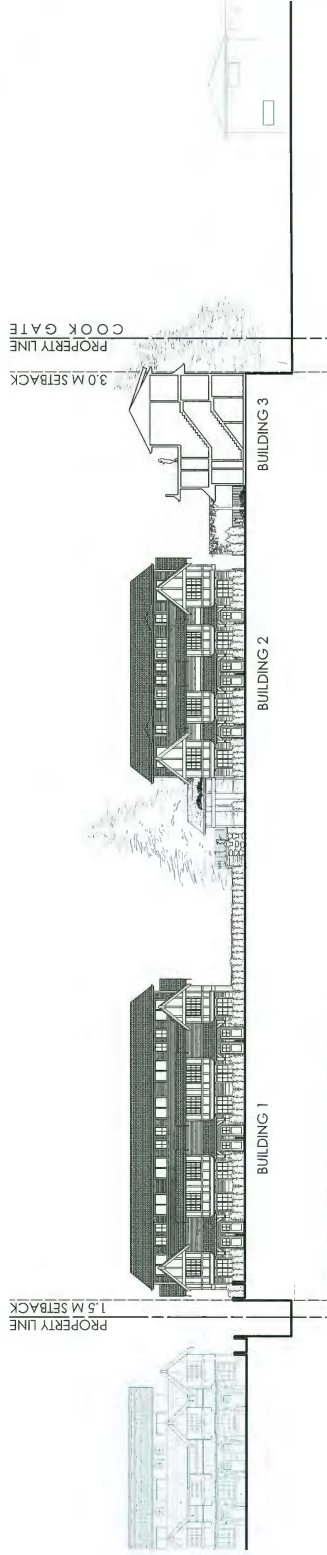 PROPERTY LINE
1.5 M SETBACK
BUILDING 1
BUILDING 2
BUILDING 3
3.0 M SETBACK
PROPERTY LINE
COOK GATE